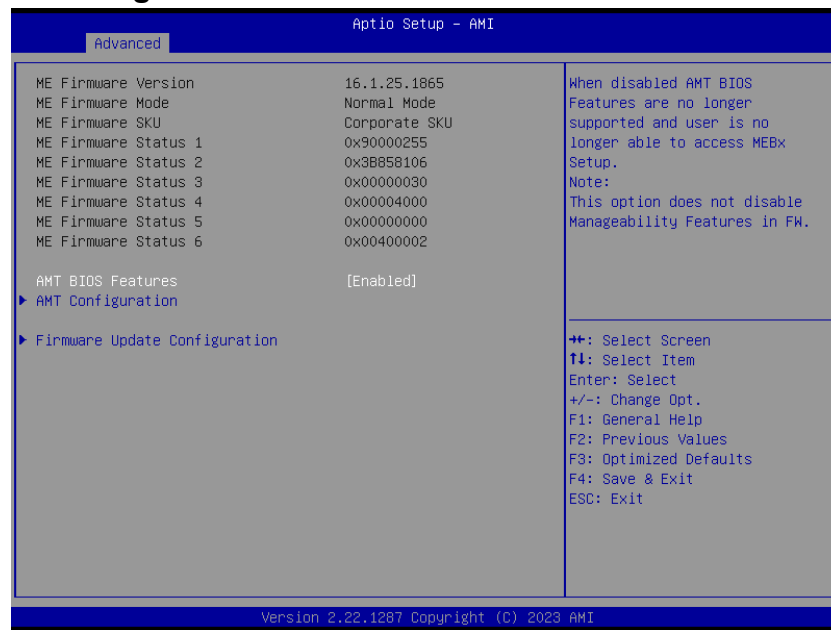 Aptio Setup – AMI
Advanced
ME Firmware Version 16.1.25.1865
ME Firmware Mode Normal Mode
ME Firmware SKU Corporate SKU
ME Firmware Status 1 0x90000255
ME Firmware Status 2 0x3B858106
ME Firmware Status 3 0x00000030
ME Firmware Status 4 0x00004000
ME Firmware Status 5 0x00000000
ME Firmware Status 6 0x00400002
AMT BIOS Features [Enabled]
AMT Configuration
Firmware Update Configuration
When disabled AMT BIOS
Features are no longer
supported and user is no
longer able to access MEBx
Setup.
Note:
This option does not disable
Manageability Features in FW.
→←: Select Screen
↑↓: Select Item
Enter: Select
+/-: Change Opt.
F1: General Help
F2: Previous Values
F3: Optimized Defaults
F4: Save & Exit
ESC: Exit
Version 2.22.1287 Copyright (C) 2023 AMI